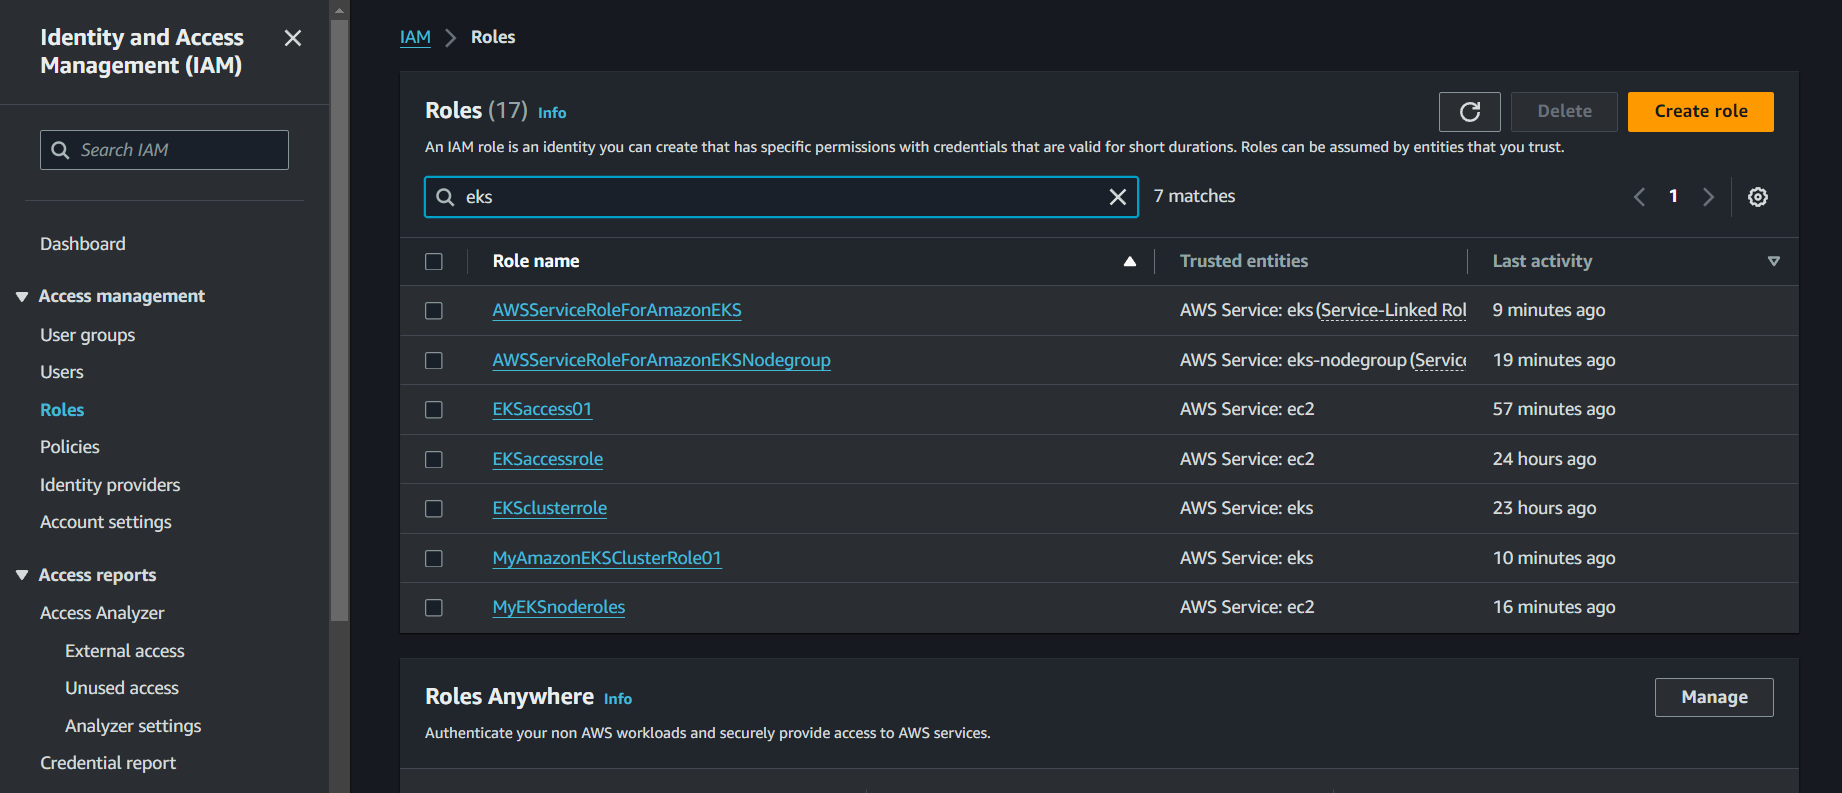 Identity and Access
Management (IAM)
Search IAM
Dashboard
Access management
User groups
Users
Roles
Policies
Identity providers
Account settings
Access reports
Access Analyzer
External access
Unused access
Analyzer settings
Credential report
IAM > Roles
Roles (17) Info
Delete
Create role
An IAM role is an identity you can create that has specific permissions with credentials that are valid for short durations. Roles can be assumed by entities that you trust.
eks
7 matches
1
Role name Trusted entities Last activity
AWSServiceRoleForAmazonEKS AWS Service: eks (Service-Linked Rol 9 minutes ago
AWSServiceRoleForAmazonEKSNodegroup AWS Service: eks-nodegroup (Service 19 minutes ago
EKSaccess01 AWS Service: ec2 57 minutes ago
EKSaccessrole AWS Service: ec2 24 hours ago
EKSclusterrole AWS Service: eks 23 hours ago
MyAmazonEKSClusterRole01 AWS Service: eks 10 minutes ago
MyEKSnoderoles AWS Service: ec2 16 minutes ago
Roles Anywhere Info
Manage
Authenticate your non AWS workloads and securely provide access to AWS services.